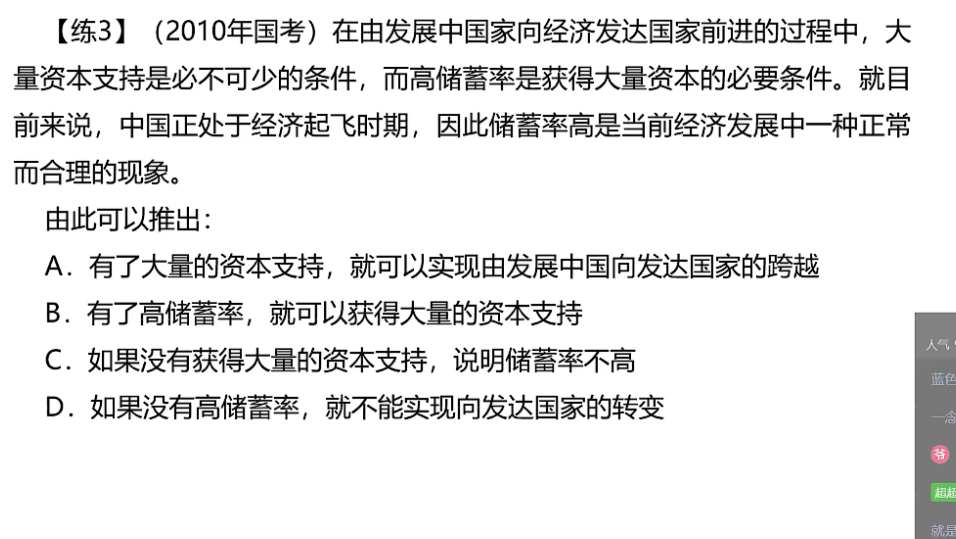 【练3】（2010年国考）在由发展中国家向经济发达国家前进的过程中，大
量资本支持是必不可少的条件，而高储蓄率是获得大量资本的必要条件。就目
前来说，中国正处于经济起飞时期，因此储蓄率高是当前经济发展中一种正常
而合理的现象。
由此可以推出：
A．有了大量的资本支持，就可以实现由发展中国向发达国家的跨越
B．有了高储蓄率，就可以获得大量的资本支持
C．如果没有获得大量的资本支持，说明储蓄率不高
D．如果没有高储蓄率，就不能实现向发达国家的转变
人气
蓝色
一念
爷
超超
就是